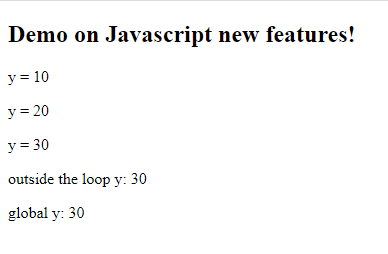 Demo on Javascript new features!
y = 10
y = 20
y = 30
outside the loop y: 30
global y: 30